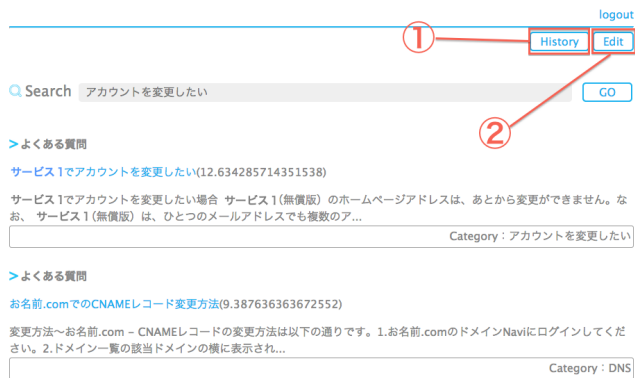 logout
① History Edit
Search アカウントを変更したい GO
②
>よくある質問
サービス 1でアカウントを変更したい(12.634285714351538)
サービス 1でアカウントを変更したい場合 サービス 1(無償版）のホームページアドレスは、あとから変更ができません。な
お、 サービス 1(無償版）は、ひとつのメールアドレスでも複数のア...
Category：アカウントを変更したい
>よくある質問
お名前.comでのCNAMEレコード変更方法(9.387636363672552)
変更方法〜お名前.com – CNAMEレコードの変更方法は以下の通りです。1.お名前.comのドメインNaviにログインしてくだ
さい。2.ドメイン一覧の該当ドメインの横に表示され...
Category：DNS